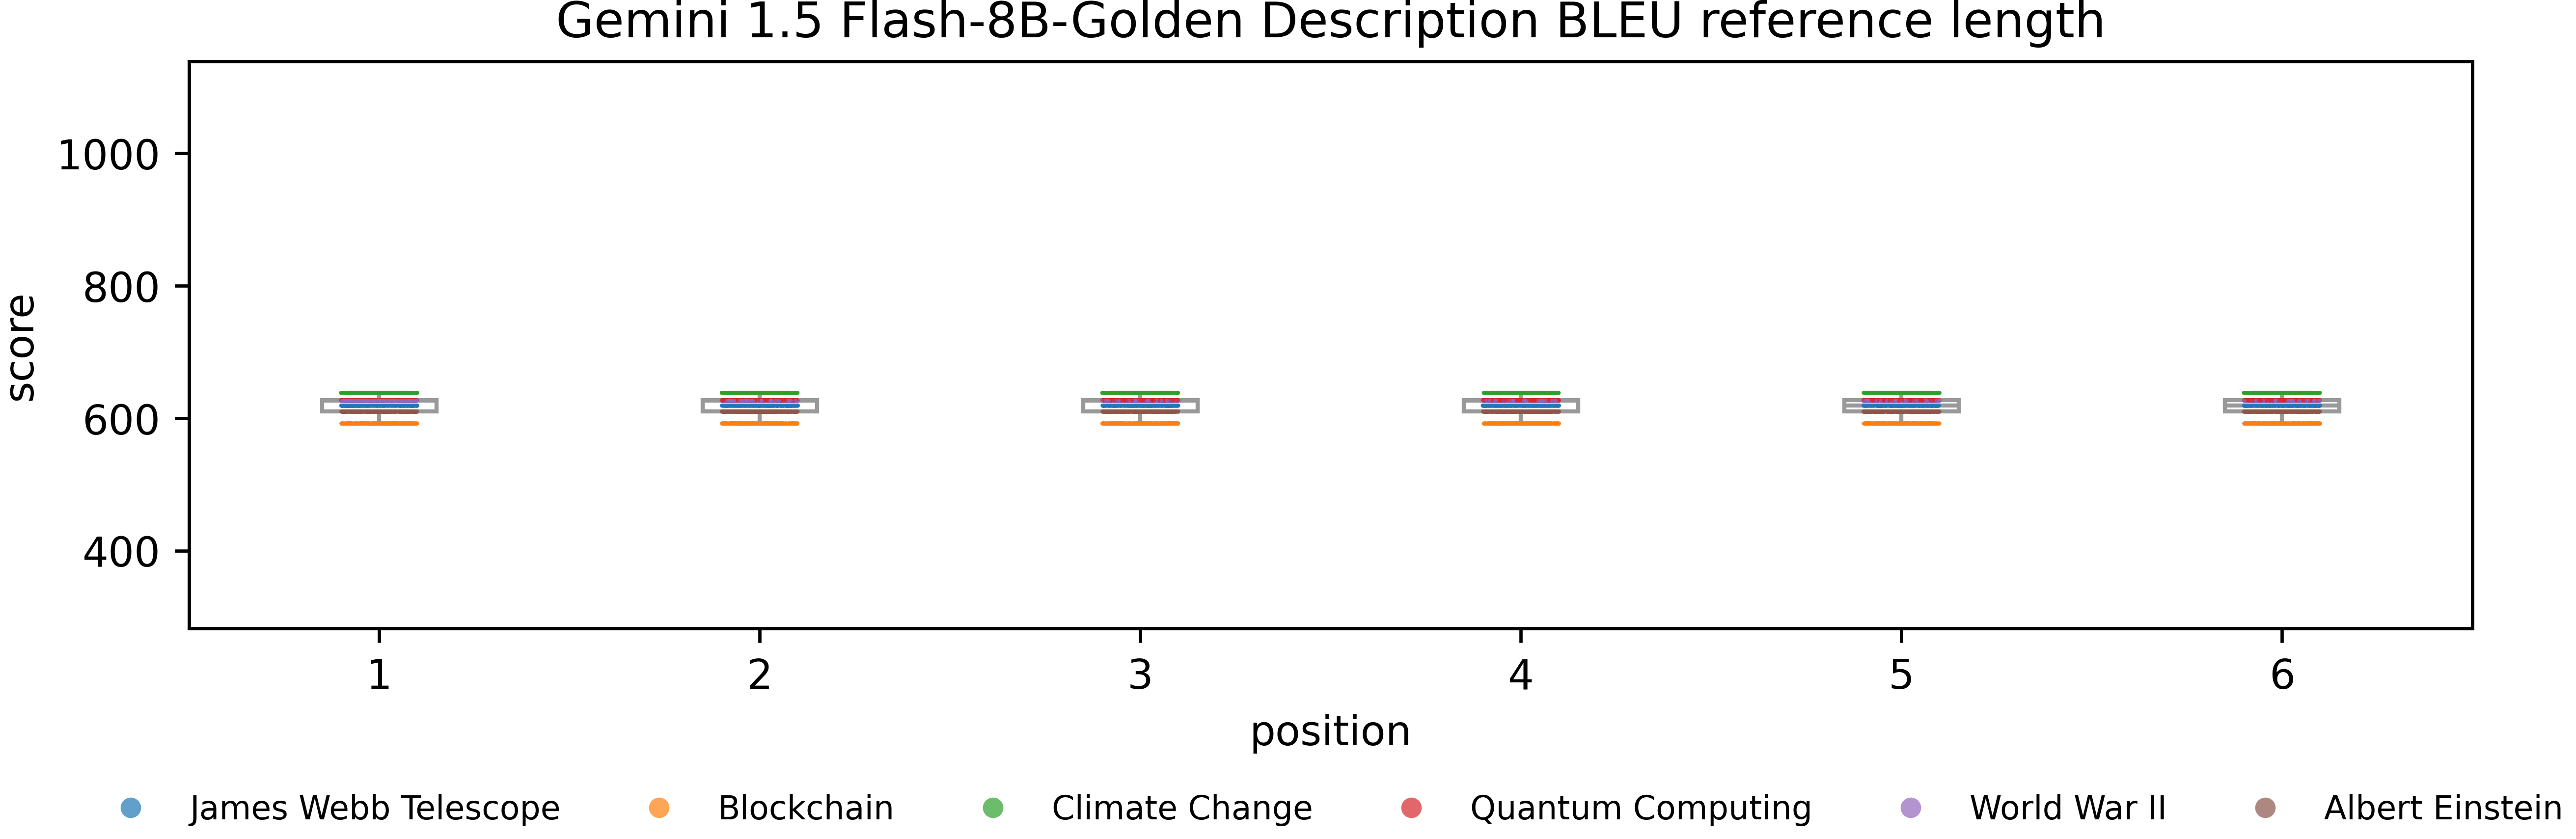 Gemini 1.5 Flash-8B-Golden Description BLEU reference length
score
1000
800
600
400
1 2 3 4 5 6
position
James Webb Telescope Blockchain Climate Change Quantum Computing World War II Albert Einstein